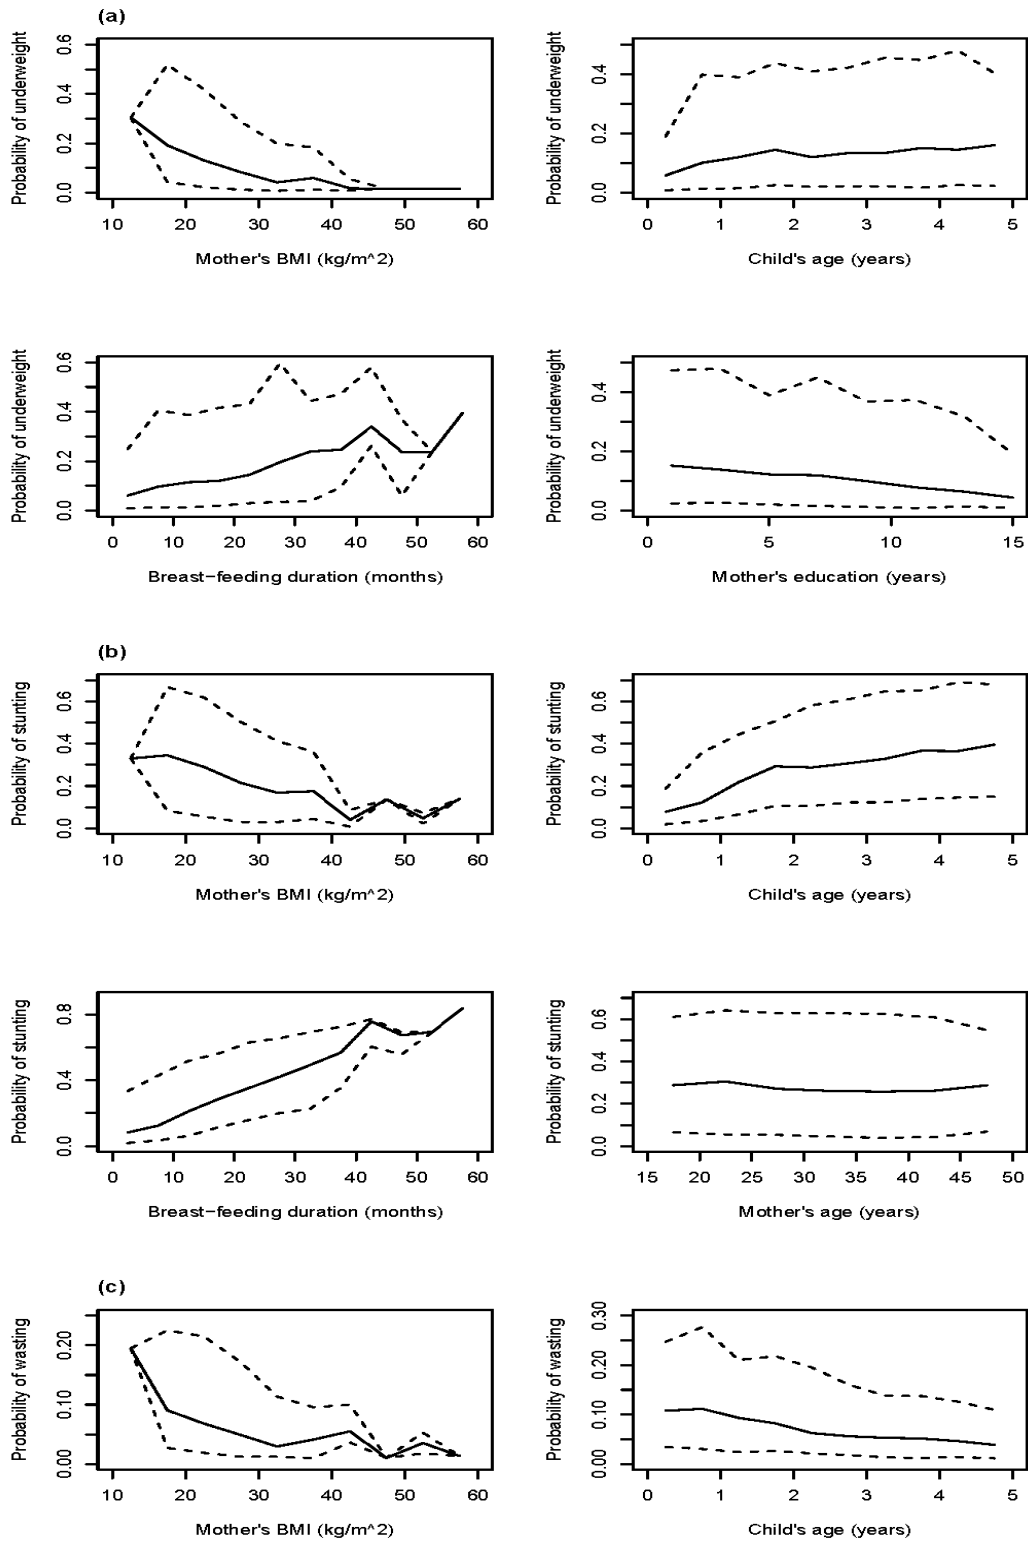 (a)
Probability of underweight
0.0 0.2 0.4 0.6
10 20 30 40 50 60
Mother's BMI (kg/m^2)
Probability of underweight
0.0 0.2 0.4
0 1 2 3 4 5
Child's age (years)
Probability of underweight
0.0 0.2 0.4 0.6
0 10 20 30 40 50 60
Breast−feeding duration (months)
Probability of underweight
0.0 0.2 0.4
0 5 10 15
Mother's education (years)
(b)
Probability of stunting
0.0 0.2 0.4 0.6
10 20 30 40 50 60
Mother's BMI (kg/m^2)
Probability of stunting
0.0 0.2 0.4 0.6
0 1 2 3 4 5
Child's age (years)
Probability of stunting
0.0 0.4 0.8
0 10 20 30 40 50 60
Breast−feeding duration (months)
Probability of stunting
0.0 0.2 0.4 0.6
15 20 25 30 35 40 45 50
Mother's age (years)
(c)
Probability of wasting
0.00 0.10 0.20
10 20 30 40 50 60
Mother's BMI (kg/m^2)
Probability of wasting
0.00 0.10 0.20 0.30
0 1 2 3 4 5
Child's age (years)